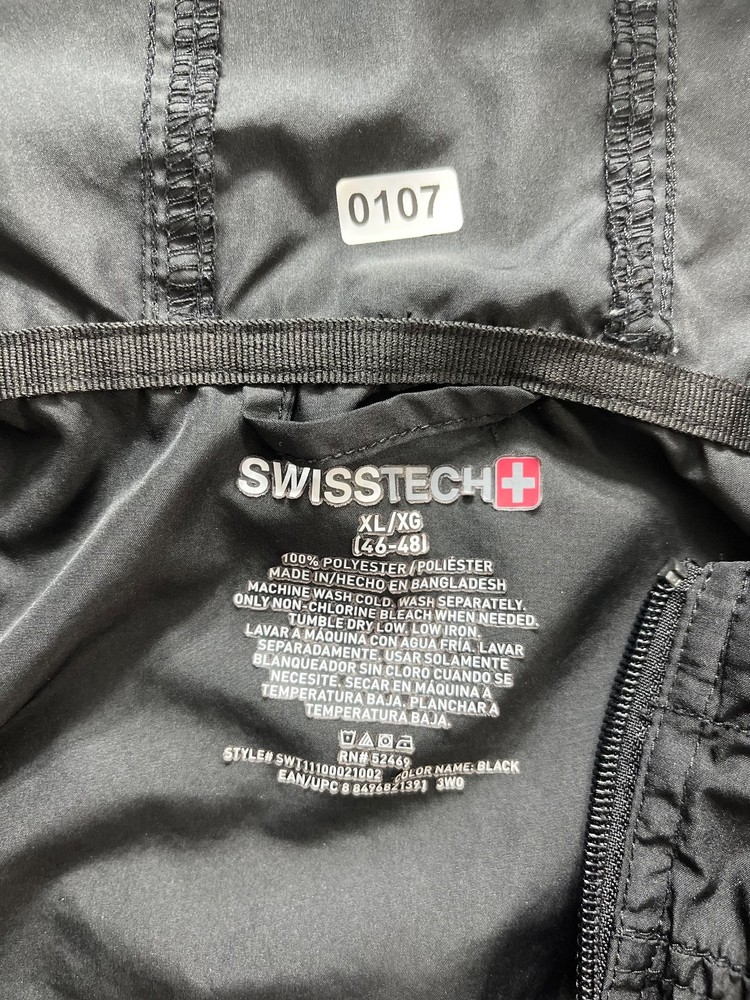 0107
SWISSTECH
XL/XG
(46-48)
100% POLYESTER/POLIÉSTER
MADE IN/HECHO EN BANGLADESH
MACHINE WASH COLD. WASH SEPARATELY.
ONLY NON-CHLORINE BLEACH WHEN NEEDED.
TUMBLE DRY LOW. LOW IRON.
LAVAR A MÁQUINA CON AGUA FRÍA. LAVAR
SEPARADAMENTE. USAR SOLAMENTE
BLANQUEADOR SIN CLORO CUANDO SE
NECESITE. SECAR EN MÁQUINA A
TEMPERATURA BAJA. PLANCHAR A
TEMPERATURA BAJA.
RN# 52469
STYLE# SWT11100021002 COLOR NAME: BLACK
EAN/UPC 8 3W0